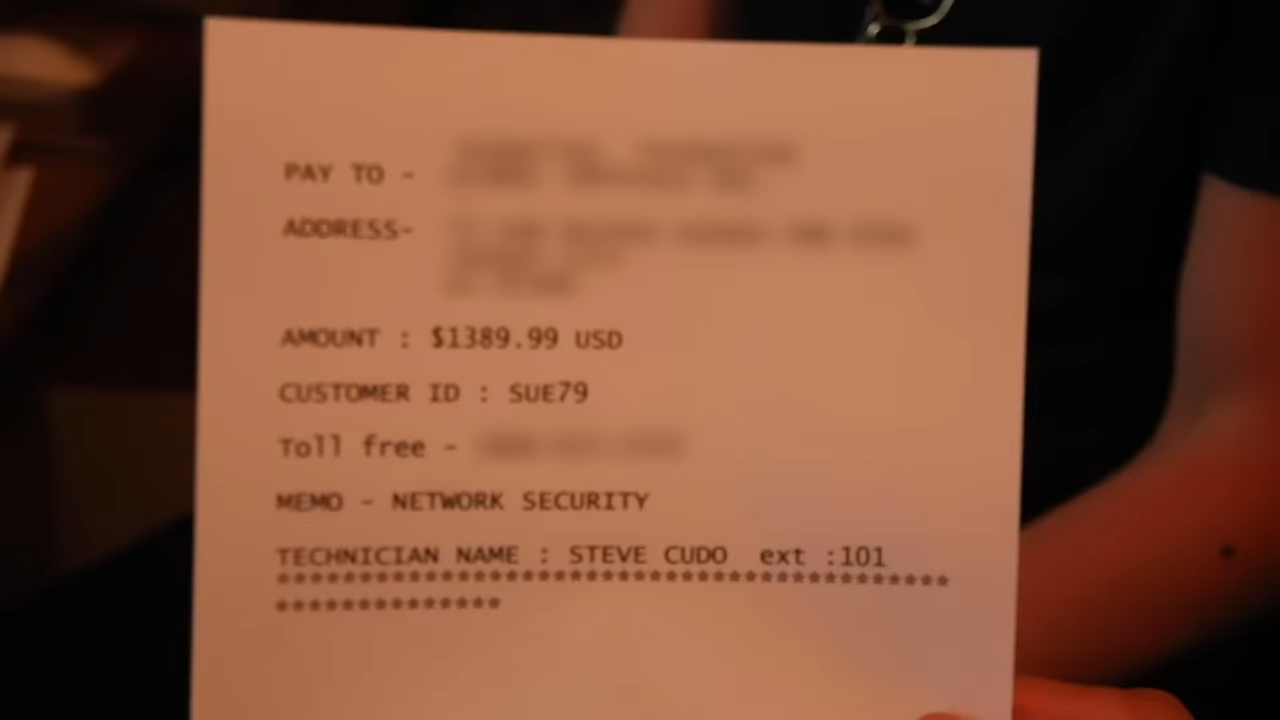 PAY TO -
ADDRESS-
AMOUNT : $1389.99 USD
CUSTOMER ID : SUE79
Toll free -
MEMO - NETWORK SECURITY
TECHNICIAN NAME : STEVE CUDO ext :101
*****************************************
**************